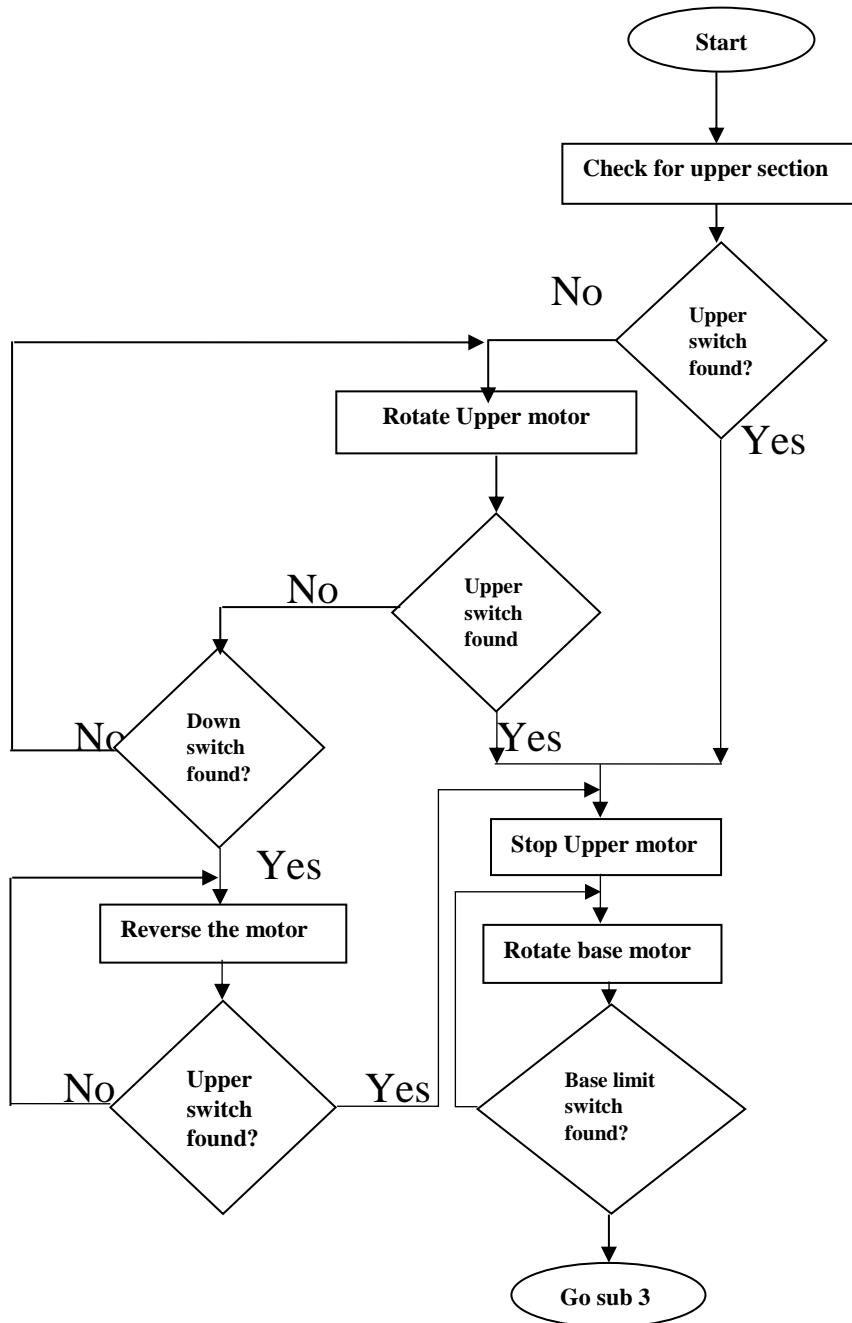 Start
Check for upper section
No
Upper
switch
found?
Rotate Upper motor
Yes
No
Upper
switch
found
Down
switch
found?
No
Yes
Yes
Stop Upper motor
Reverse the motor
Rotate base motor
No
Upper
switch
found?
Yes
Base limit
switch
found?
Go sub 3